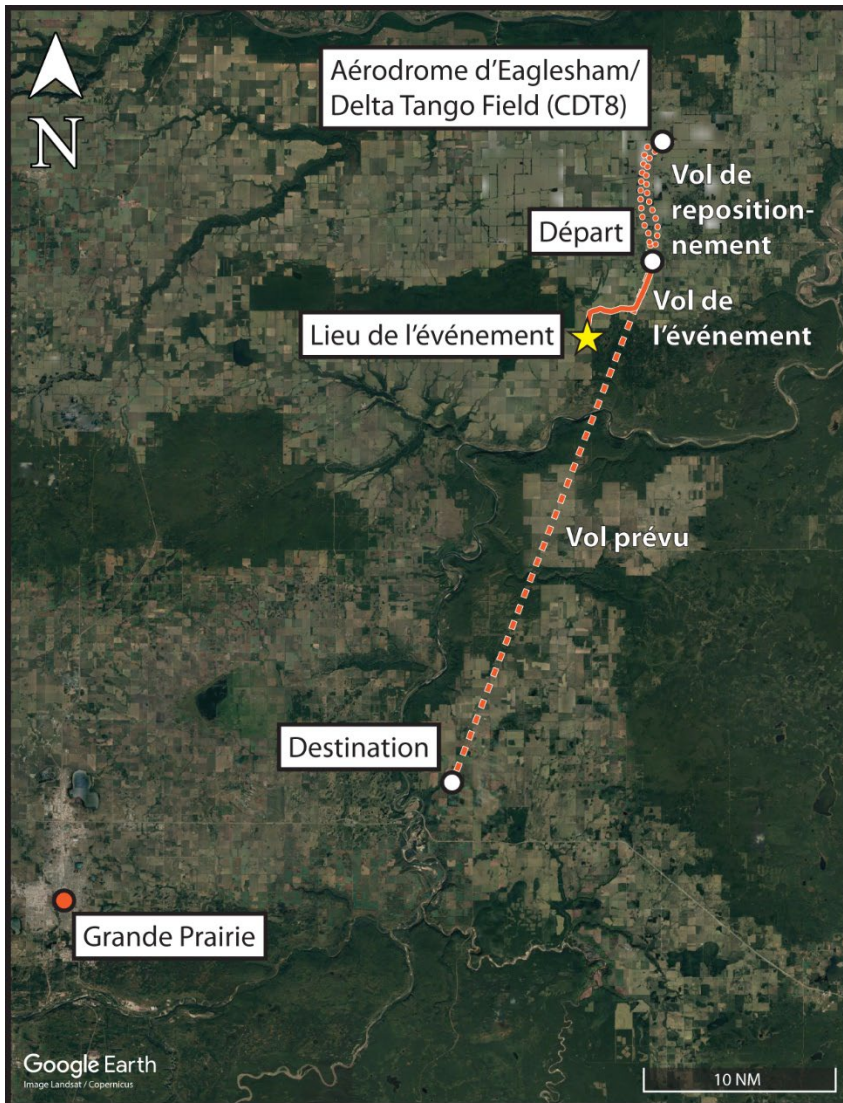 N
Aérodrome d’Eaglesham/
Delta Tango Field (CDT8)
Vol de
reposition-
nement
Départ
Vol de
l’événement
Lieu de l’événement
Vol prévu
Destination
Grande Prairie
Google Earth
Image Landsat / Copernicus
10 NM